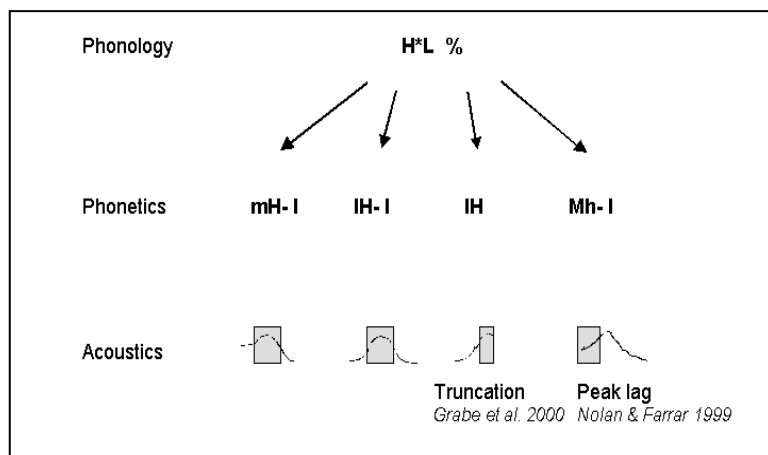 Phonology H*L %
Phonetics mH- l lH- l lH Mh- l
Acoustics
Truncation Peak lag
Grabe et al. 2000 Nolan & Farrar 1999